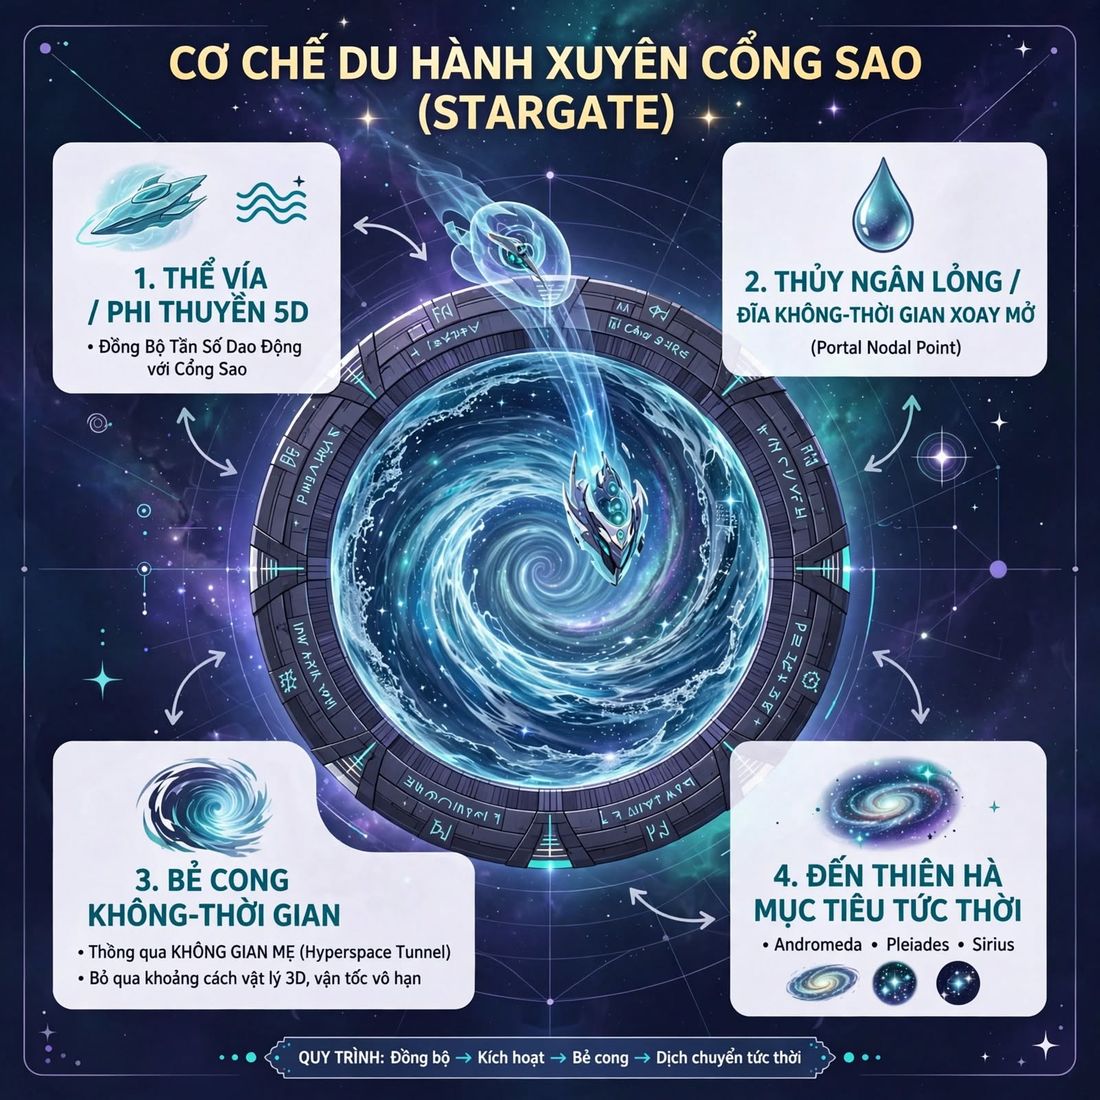 CƠ CHẾ DU HÀNH XUYÊN CỔNG SAO
(STARGATE)
1. THỂ VÍA
/ PHI THUYỀN 5D
• Đồng Bộ Tần Số Dao Động
với Cổng Sao
2. THỦY NGÂN LỎNG /
ĐĨA KHÔNG-THỜI GIAN XOAY MỞ
(Portal Nodal Point)
3. BẺ CONG
KHÔNG-THỜI GIAN
• Thồng qua KHÔNG GIAN MẸ (Hyperspace Tunnel)
• Bỏ qua khoảng cách vật lý 3D, vận tốc vô hạn
4. ĐẾN THIÊN HÀ
MỤC TIÊU TỨC THỜI
• Andromeda • Pleiades • Sirius
QUY TRÌNH: Đồng bộ → Kích hoạt → Bẻ cong → Dịch chuyển tức thời